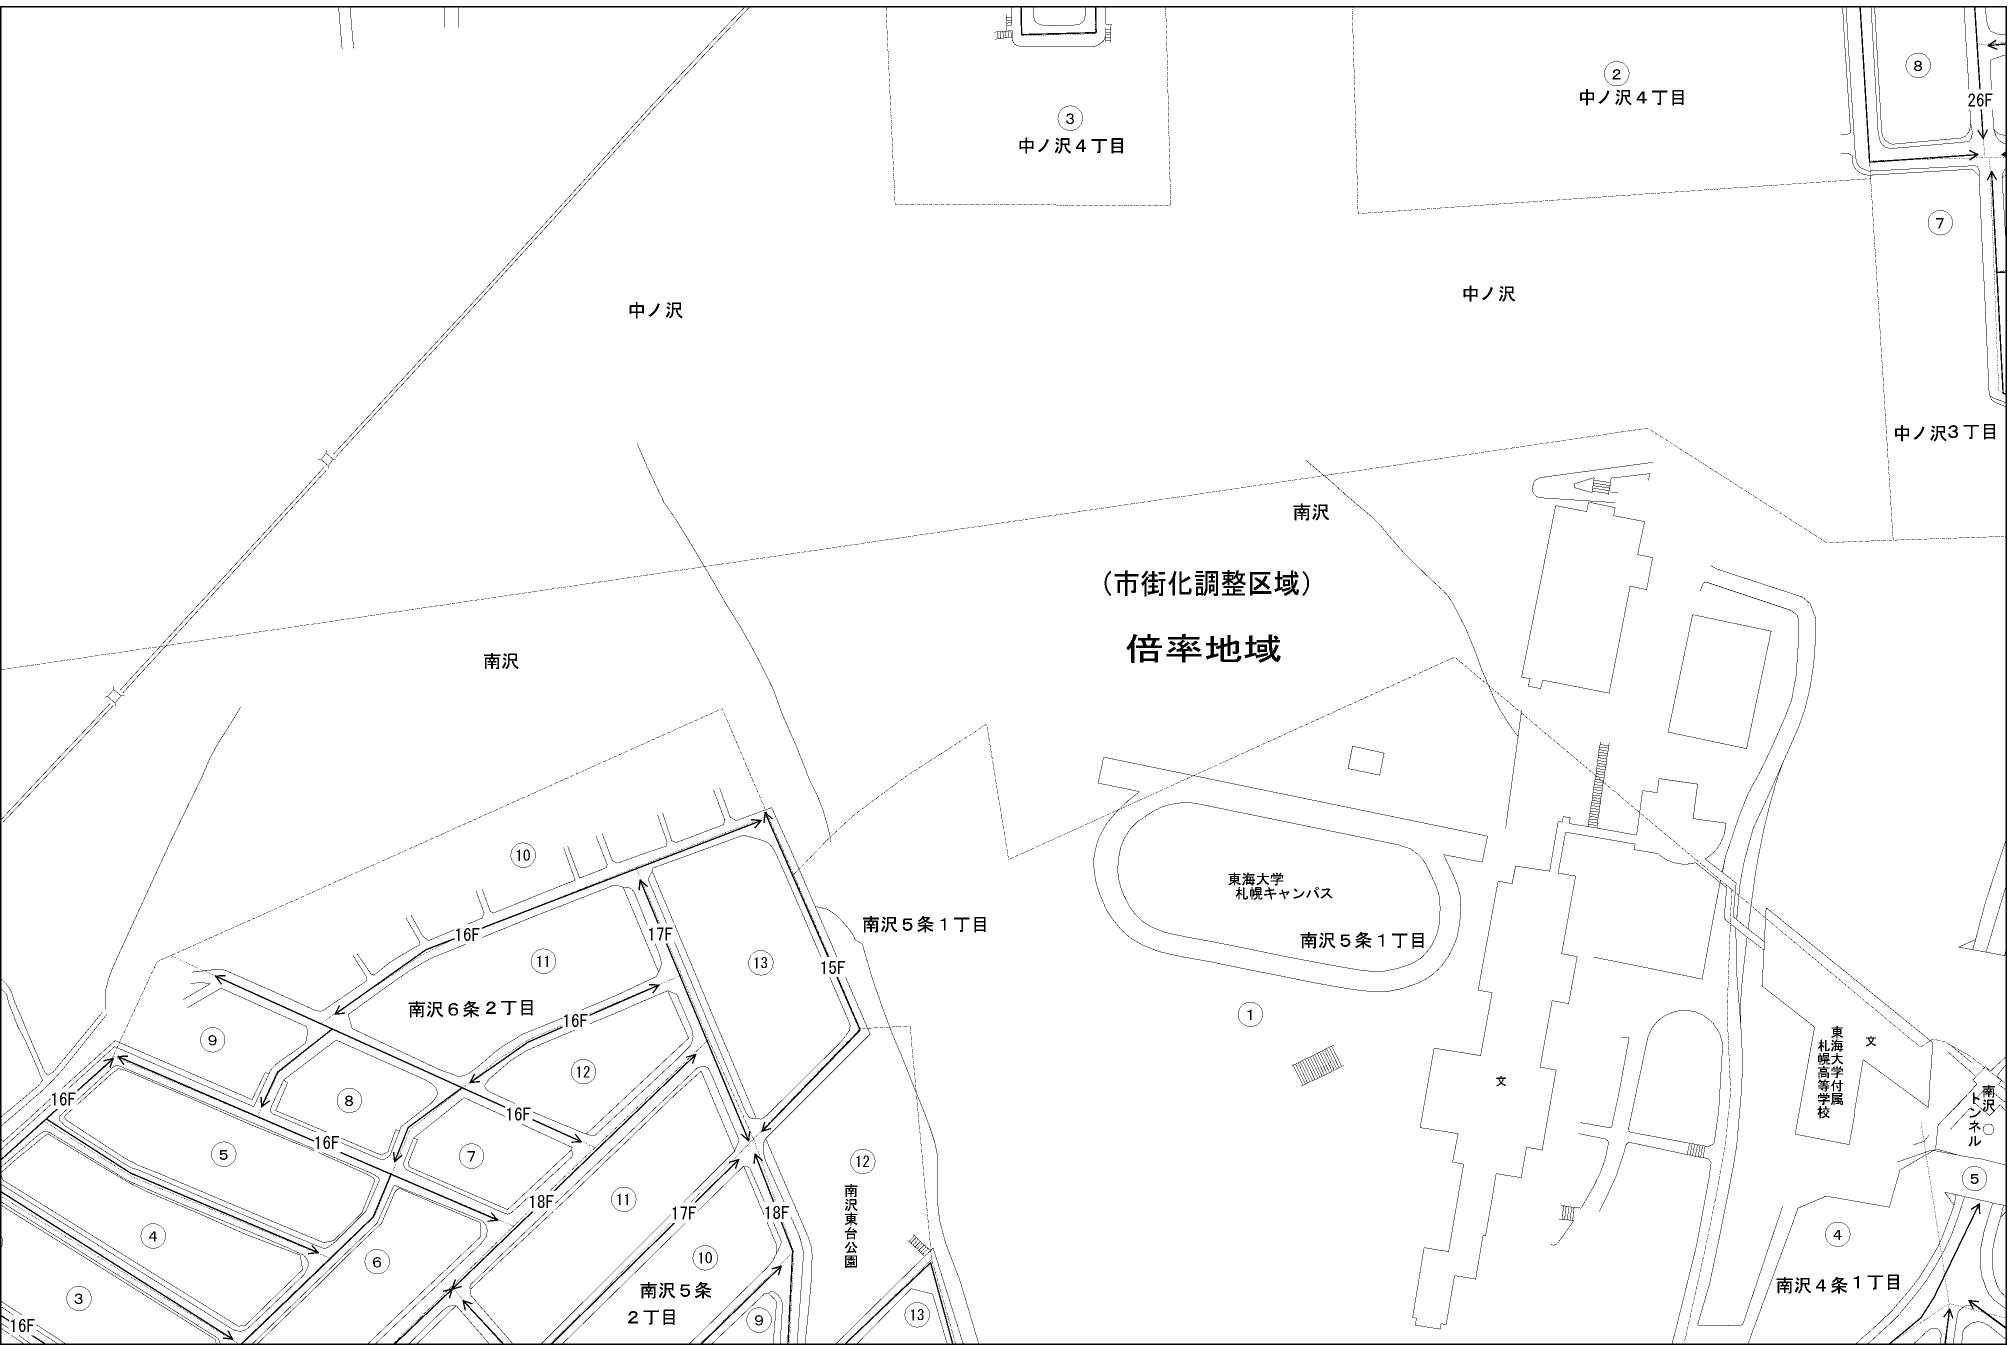 ②
中ノ沢４丁目
⑧
26F
③
中ノ沢４丁目
⑦
中ノ沢
中ノ沢
中ノ沢３丁目
南沢
（市街化調整区域）
倍率地域
南沢
⑩
東海大学
札幌キャンパス
南沢５条１丁目
南沢５条１丁目
16F
17F
⑪
⑬
15F
南沢６条２丁目
16F
①
⑨
⑫
文
東海大学付属
札幌高等学校
文
16F
⑧
16F
南沢
トンネル
16F
⑤
⑦
⑫
⑤
18F
⑪
17F
18F
南沢東台公園
④
⑥
⑩
④
南沢５条
２丁目
南沢４条１丁目
③
16F
⑨
⑬